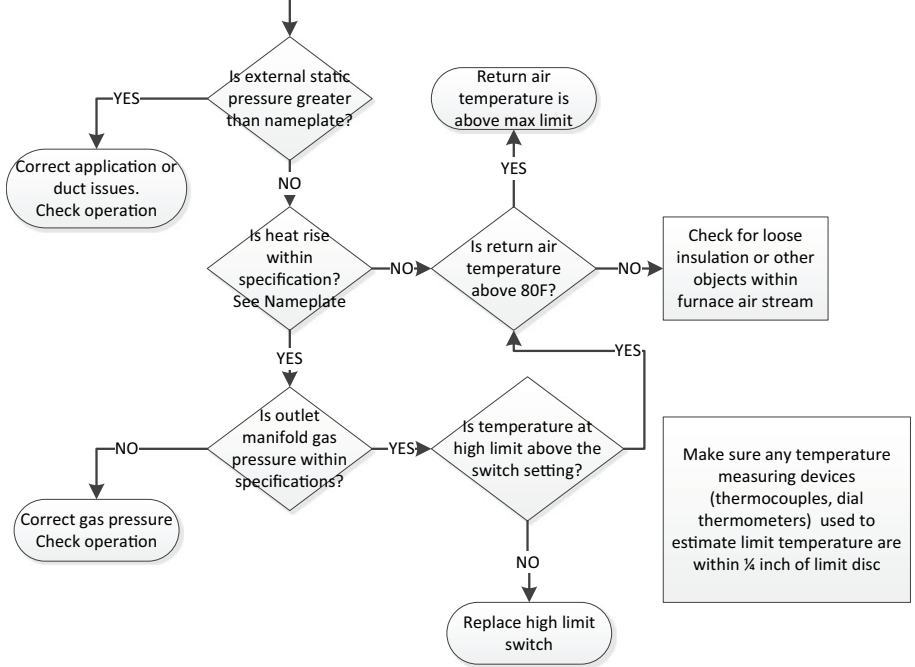 Is external static
pressure greater
than nameplate?
YES
Correct application or
duct issues.
Check operation
NO
Return air
temperature is
above max limit
YES
Is heat rise
within
specification?
See Nameplate
NO
Is return air
temperature
above 80F?
NO
Check for loose
insulation or other
objects within
furnace air stream
YES
YES
Is outlet
manifold gas
pressure within
specifications?
NO
Correct gas pressure
Check operation
YES
Is temperature at
high limit above the
switch setting?
NO
Replace high limit
switch
Make sure any temperature
measuring devices
(thermocouples, dial
thermometers)  used to
estimate limit temperature are
within ¼ inch of limit disc